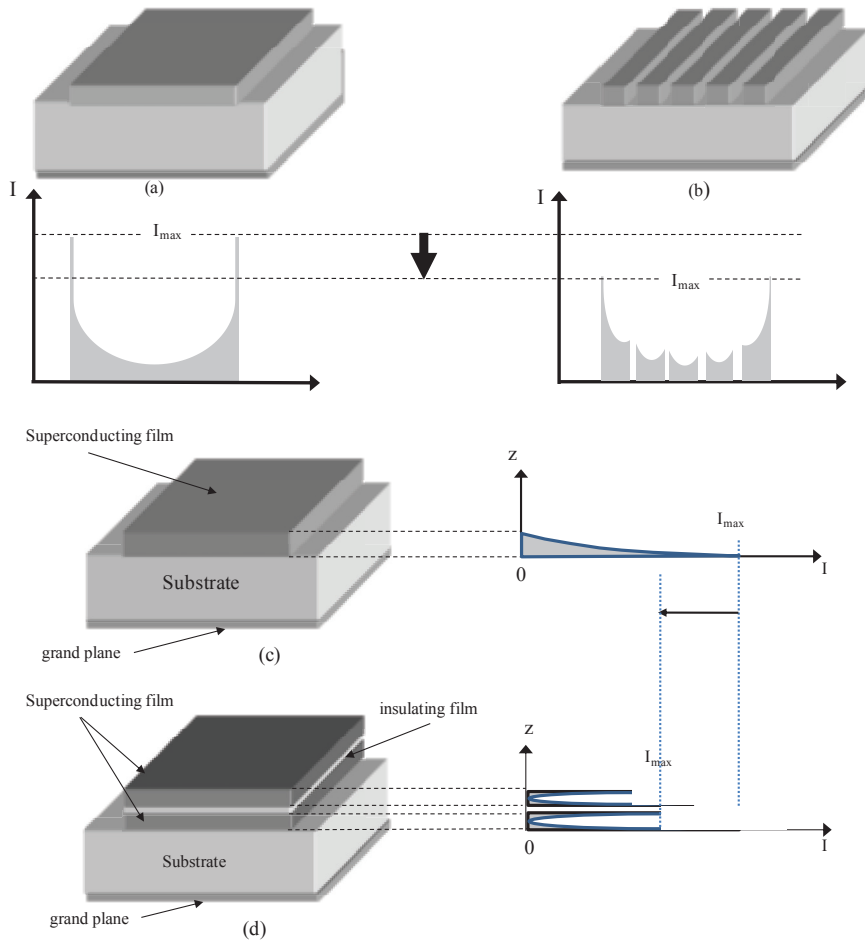 (a)
(b)
I
I
Imax
Imax
Superconducting film
z
Imax
Substrate
0
I
grand plane
(c)
Superconducting film
insulating film
z
Imax
Substrate
0
I
grand plane
(d)